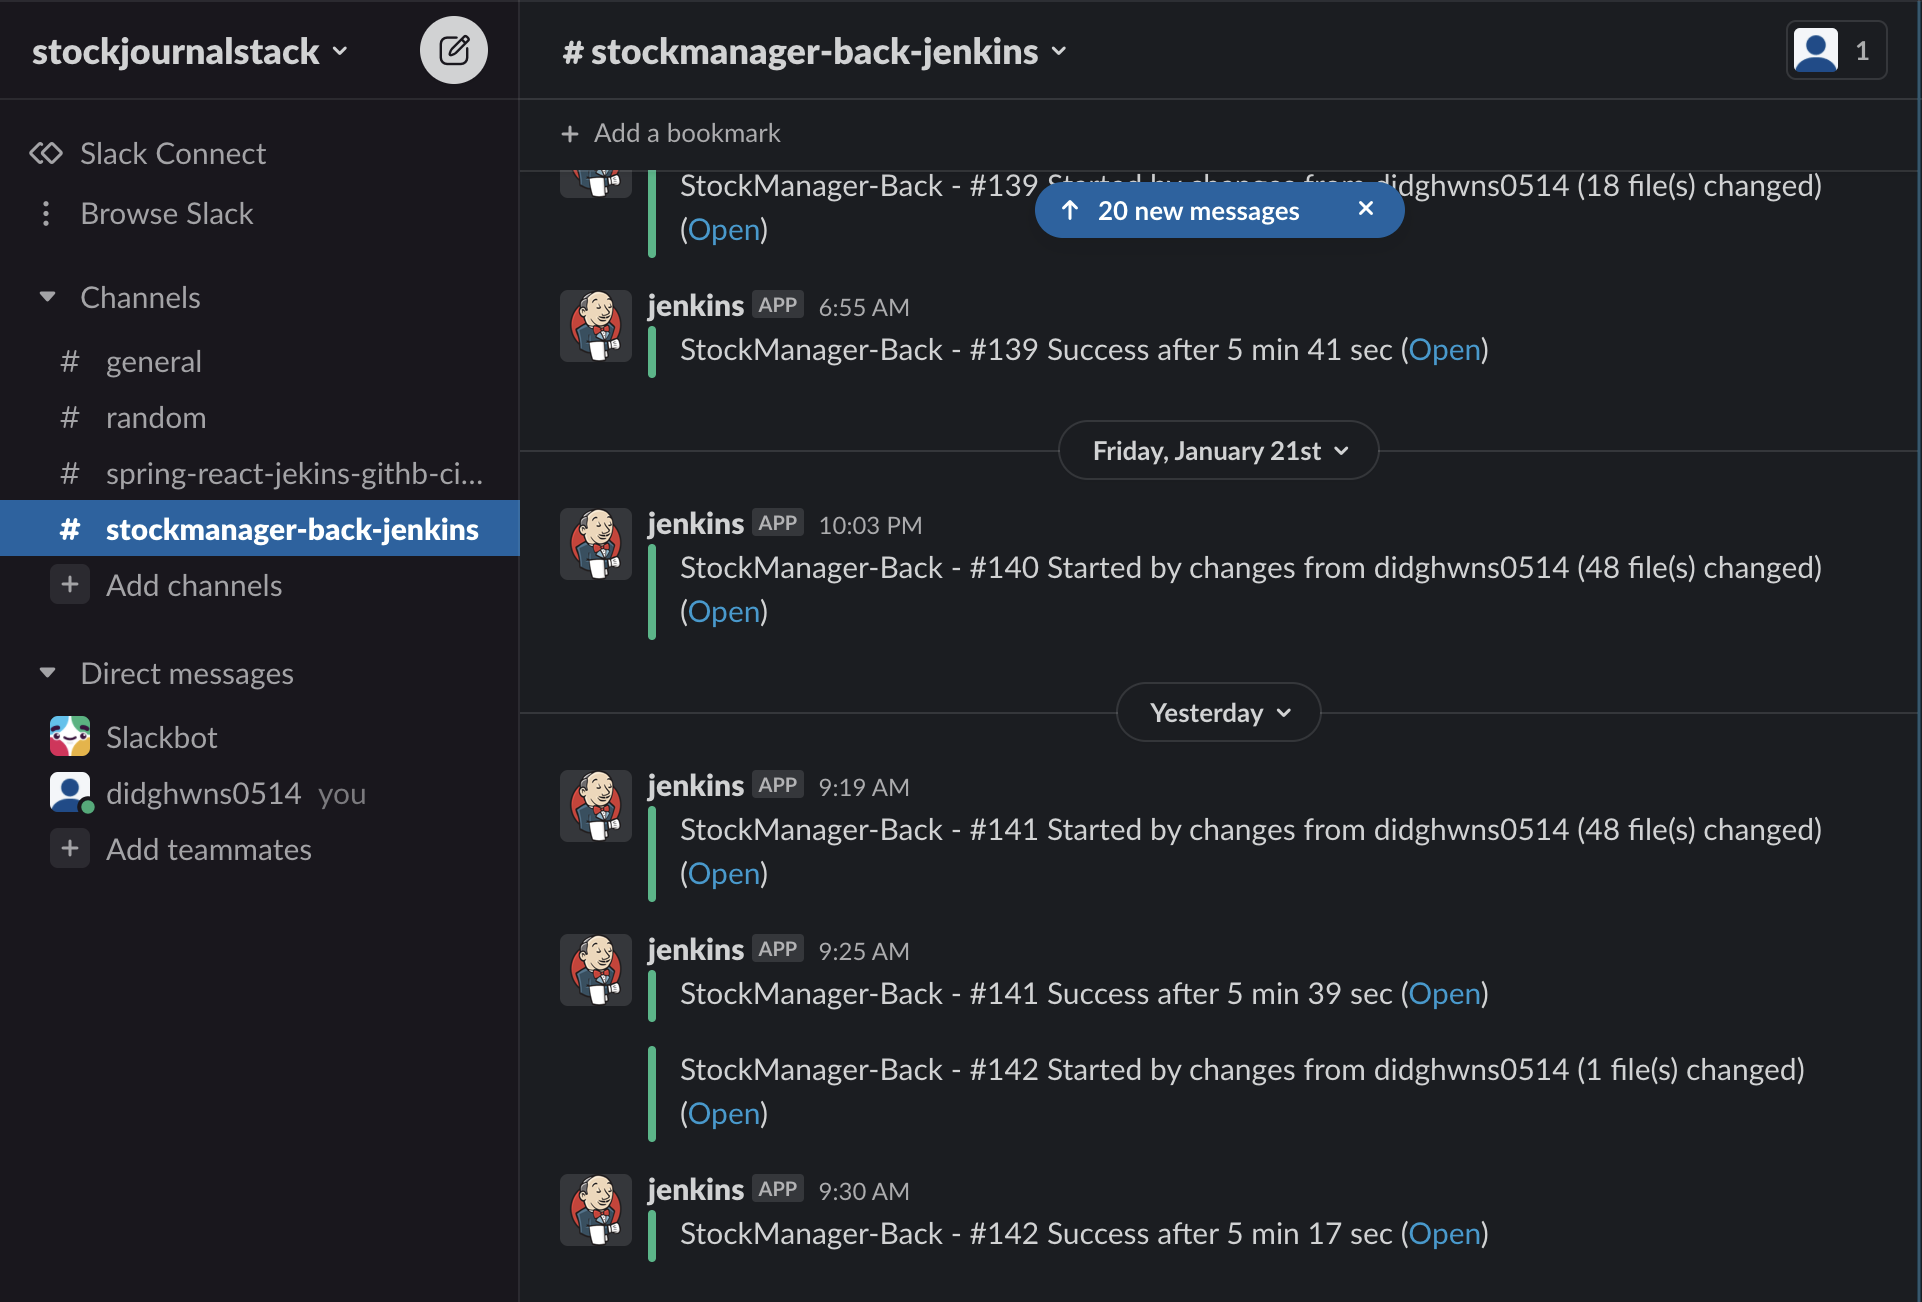 stockjournalstack
Slack Connect
Browse Slack
Channels
# general
# random
# spring-react-jekins-githb-ci...
# stockmanager-back-jenkins
+ Add channels
Direct messages
Slackbot
didghwns0514 you
+ Add teammates
# stockmanager-back-jenkins
1
+ Add a bookmark
StockManager-Back - #139 Started by changes from didghwns0514 (18 file(s) changed)
(Open)
↑ 20 new messages ×
jenkins APP 6:55 AM
StockManager-Back - #139 Success after 5 min 41 sec (Open)
Friday, January 21st
jenkins APP 10:03 PM
StockManager-Back - #140 Started by changes from didghwns0514 (48 file(s) changed)
(Open)
Yesterday
jenkins APP 9:19 AM
StockManager-Back - #141 Started by changes from didghwns0514 (48 file(s) changed)
(Open)
jenkins APP 9:25 AM
StockManager-Back - #141 Success after 5 min 39 sec (Open)
StockManager-Back - #142 Started by changes from didghwns0514 (1 file(s) changed)
(Open)
jenkins APP 9:30 AM
StockManager-Back - #142 Success after 5 min 17 sec (Open)